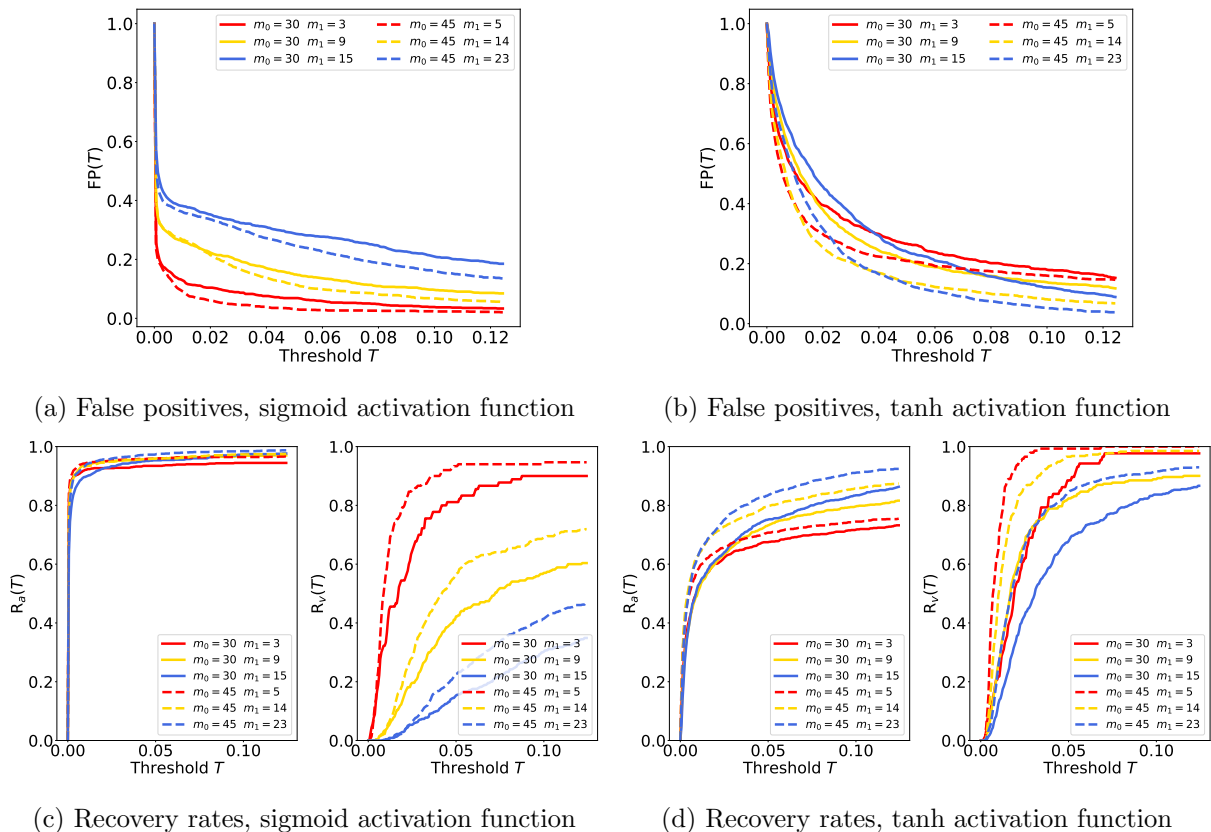 1.0
0.8
0.6
0.4
0.2
0.0
FP(T)
m₀ = 30 m₁ = 3
m₀ = 30 m₁ = 9
m₀ = 30 m₁ = 15
m₀ = 45 m₁ = 5
m₀ = 45 m₁ = 14
m₀ = 45 m₁ = 23
0.00 0.02 0.04 0.06 0.08 0.10 0.12
Threshold T
(a) False positives, sigmoid activation function
1.0
0.8
0.6
0.4
0.2
0.0
FP(T)
m₀ = 30 m₁ = 3
m₀ = 30 m₁ = 9
m₀ = 30 m₁ = 15
m₀ = 45 m₁ = 5
m₀ = 45 m₁ = 14
m₀ = 45 m₁ = 23
0.00 0.02 0.04 0.06 0.08 0.10 0.12
Threshold T
(b) False positives, tanh activation function
1.0
0.8
0.6
0.4
0.2
0.0
Rₐ(T)
m₀ = 30 m₁ = 3
m₀ = 30 m₁ = 9
m₀ = 30 m₁ = 15
m₀ = 45 m₁ = 5
m₀ = 45 m₁ = 14
m₀ = 45 m₁ = 23
0.00 0.05 0.10
Threshold T
1.0
0.8
0.6
0.4
0.2
0.0
Rᵥ(T)
m₀ = 30 m₁ = 3
m₀ = 30 m₁ = 9
m₀ = 30 m₁ = 15
m₀ = 45 m₁ = 5
m₀ = 45 m₁ = 14
m₀ = 45 m₁ = 23
0.00 0.05 0.10
Threshold T
(c) Recovery rates, sigmoid activation function
1.0
0.8
0.6
0.4
0.2
0.0
Rₐ(T)
m₀ = 30 m₁ = 3
m₀ = 30 m₁ = 9
m₀ = 30 m₁ = 15
m₀ = 45 m₁ = 5
m₀ = 45 m₁ = 14
m₀ = 45 m₁ = 23
0.00 0.05 0.10
Threshold T
1.0
0.8
0.6
0.4
0.2
0.0
Rᵥ(T)
m₀ = 30 m₁ = 3
m₀ = 30 m₁ = 9
m₀ = 30 m₁ = 15
m₀ = 45 m₁ = 5
m₀ = 45 m₁ = 14
m₀ = 45 m₁ = 23
0.00 0.05 0.10
Threshold T
(d) Recovery rates, tanh activation function